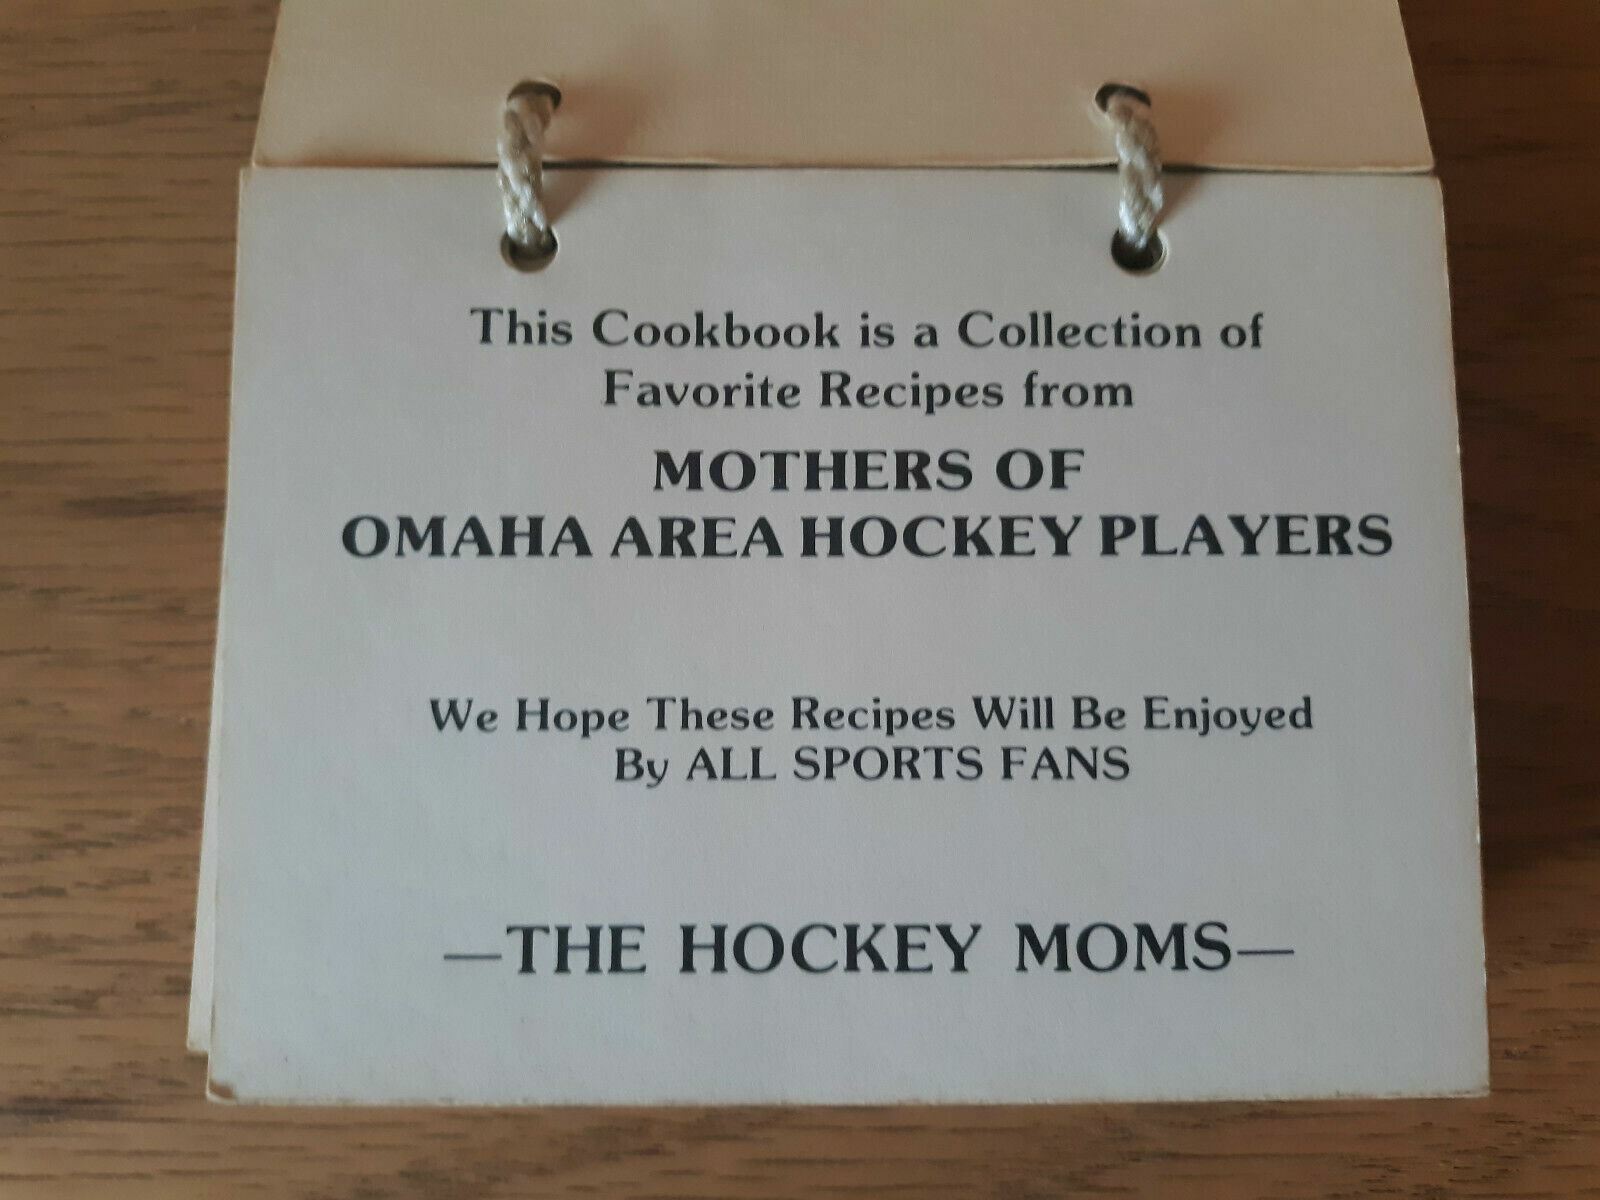 This Cookbook is a Collection of
Favorite Recipes from
MOTHERS OF
OMAHA AREA HOCKEY PLAYERS
We Hope These Recipes Will Be Enjoyed
By ALL SPORTS FANS
—THE HOCKEY MOMS—